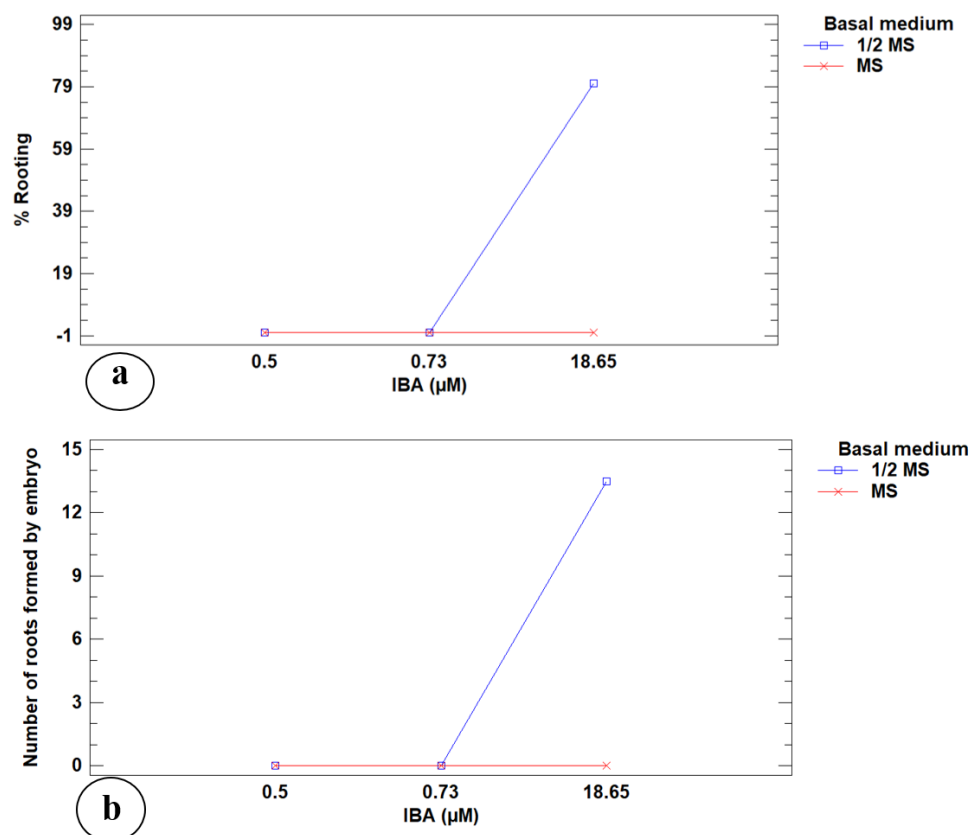 99
79
59
39
19
-1
% Rooting
0.5 0.73 18.65
IBA (µM)
Basal medium
1/2 MS
MS
a
15
12
9
6
3
0
Number of roots formed by embryo
0.5 0.73 18.65
IBA (µM)
Basal medium
1/2 MS
MS
b